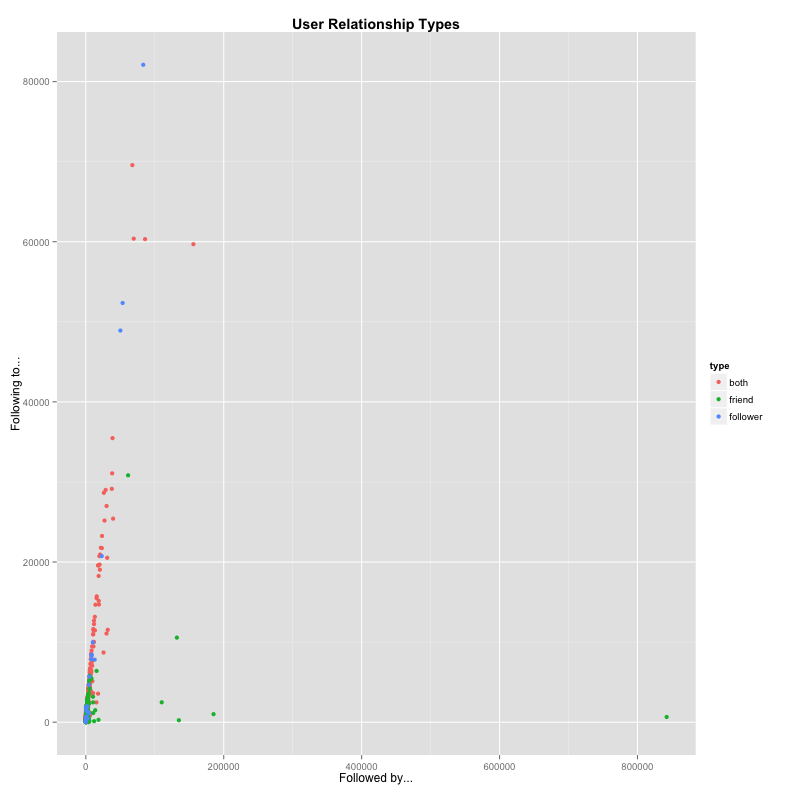 User Relationship Types
80000
60000
40000
20000
0
Following to...
0
200000
400000
600000
800000
Followed by...
type
both
friend
follower